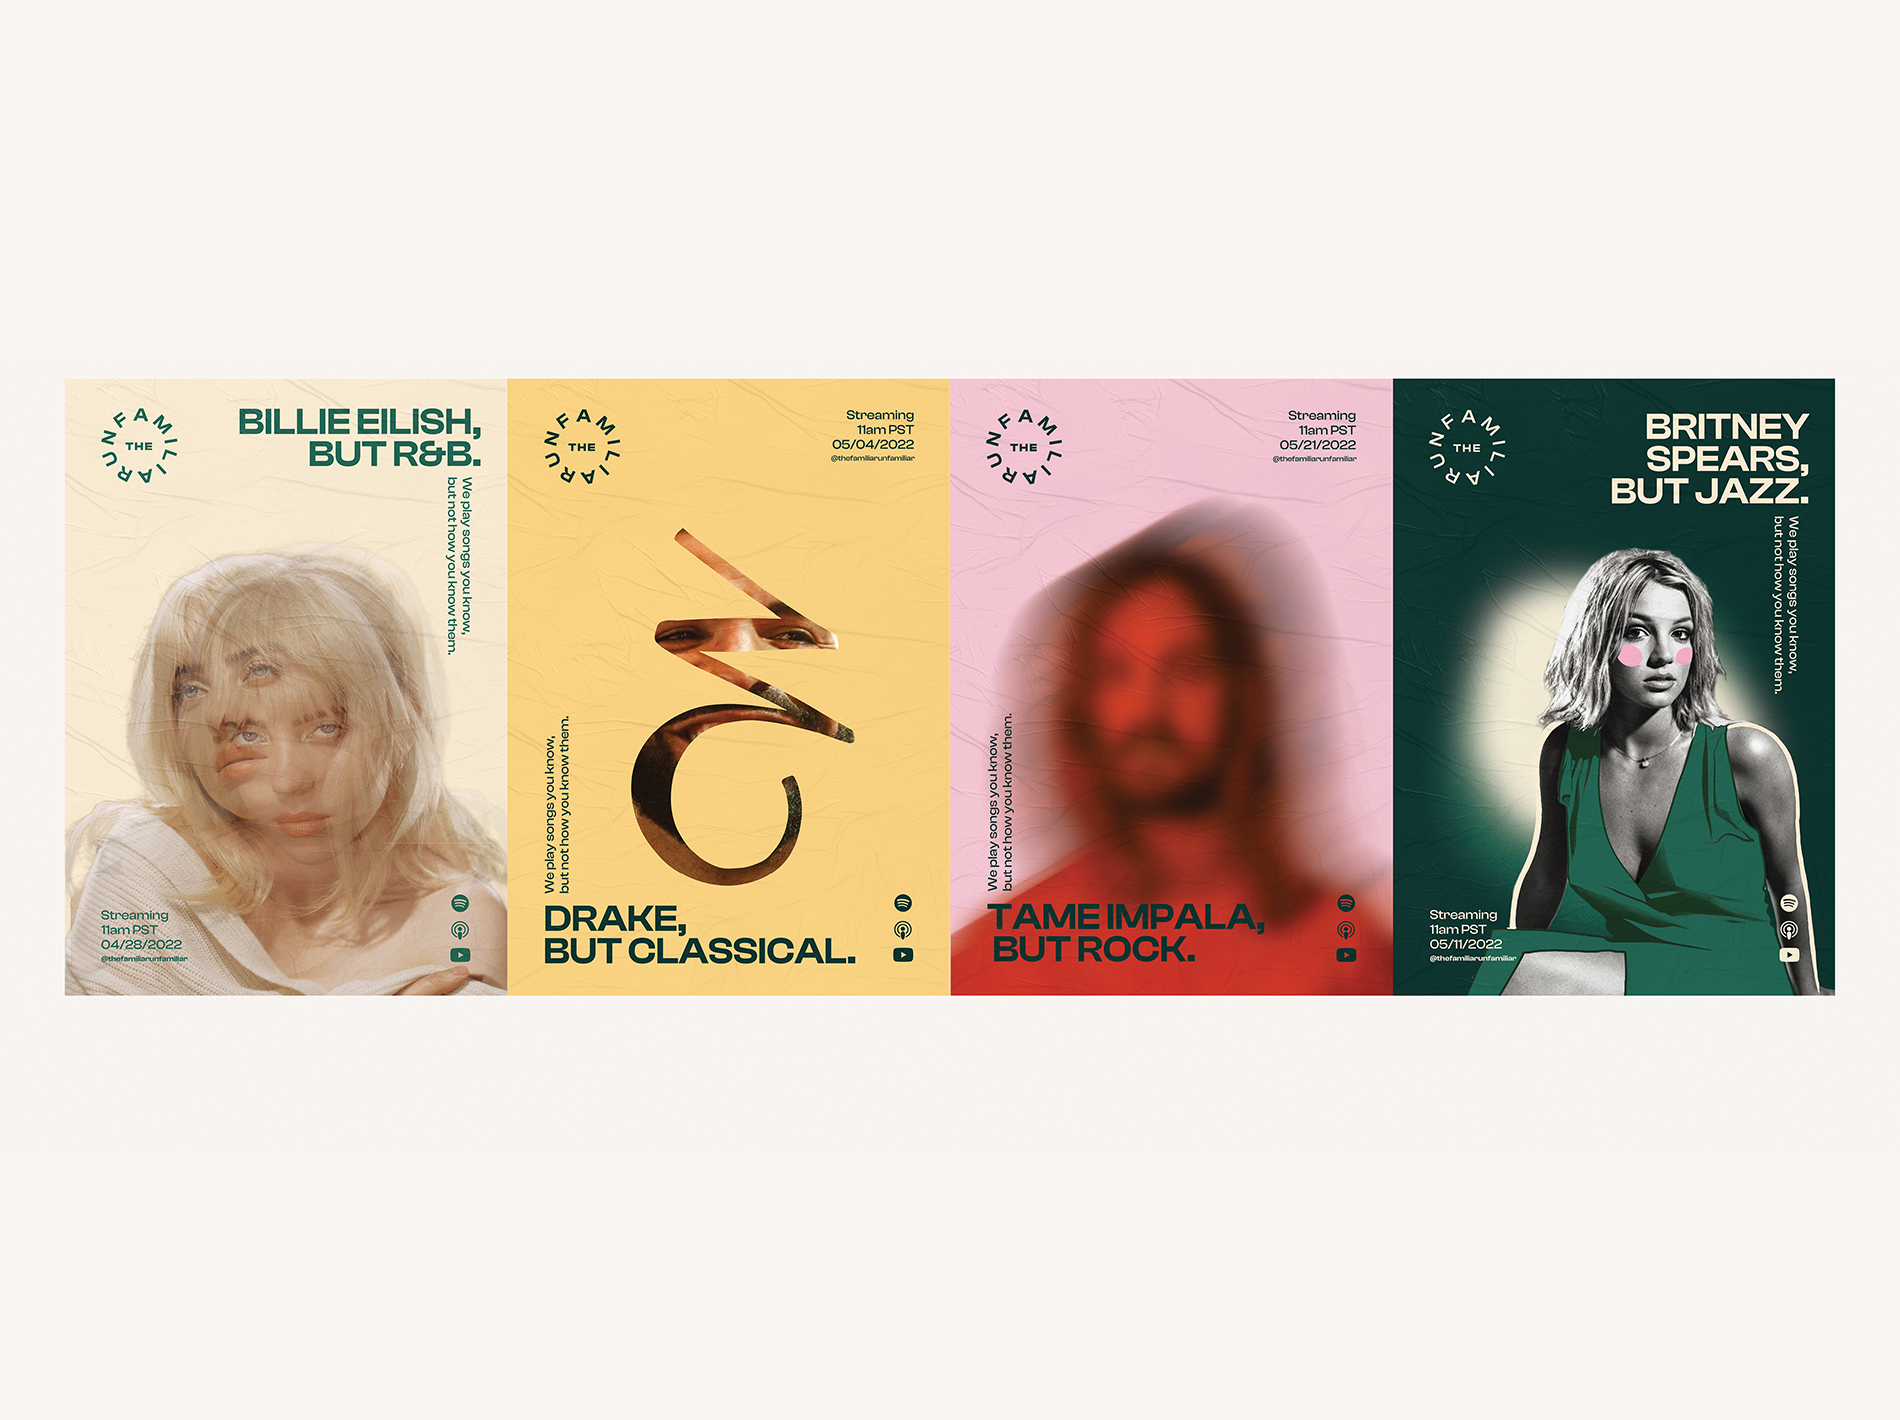 THE
UNFAMILIAR
BILLIE EILISH,
BUT R&B.
We play songs you know,
but not how you know them.
Streaming
11am PST
04/28/2022
@thefamiliarunfamiliar
THE
UNFAMILIAR
Streaming
11am PST
05/04/2022
@thefamiliarunfamiliar
We play songs you know,
but not how you know them.
DRAKE,
BUT CLASSICAL.
THE
UNFAMILIAR
Streaming
11am PST
05/21/2022
@thefamiliarunfamiliar
We play songs you know,
but not how you know them.
TAME IMPALA,
BUT ROCK.
THE
UNFAMILIAR
BRITNEY
SPEARS,
BUT JAZZ.
We play songs you know,
but not how you know them.
Streaming
11am PST
05/11/2022
@thefamiliarunfamiliar